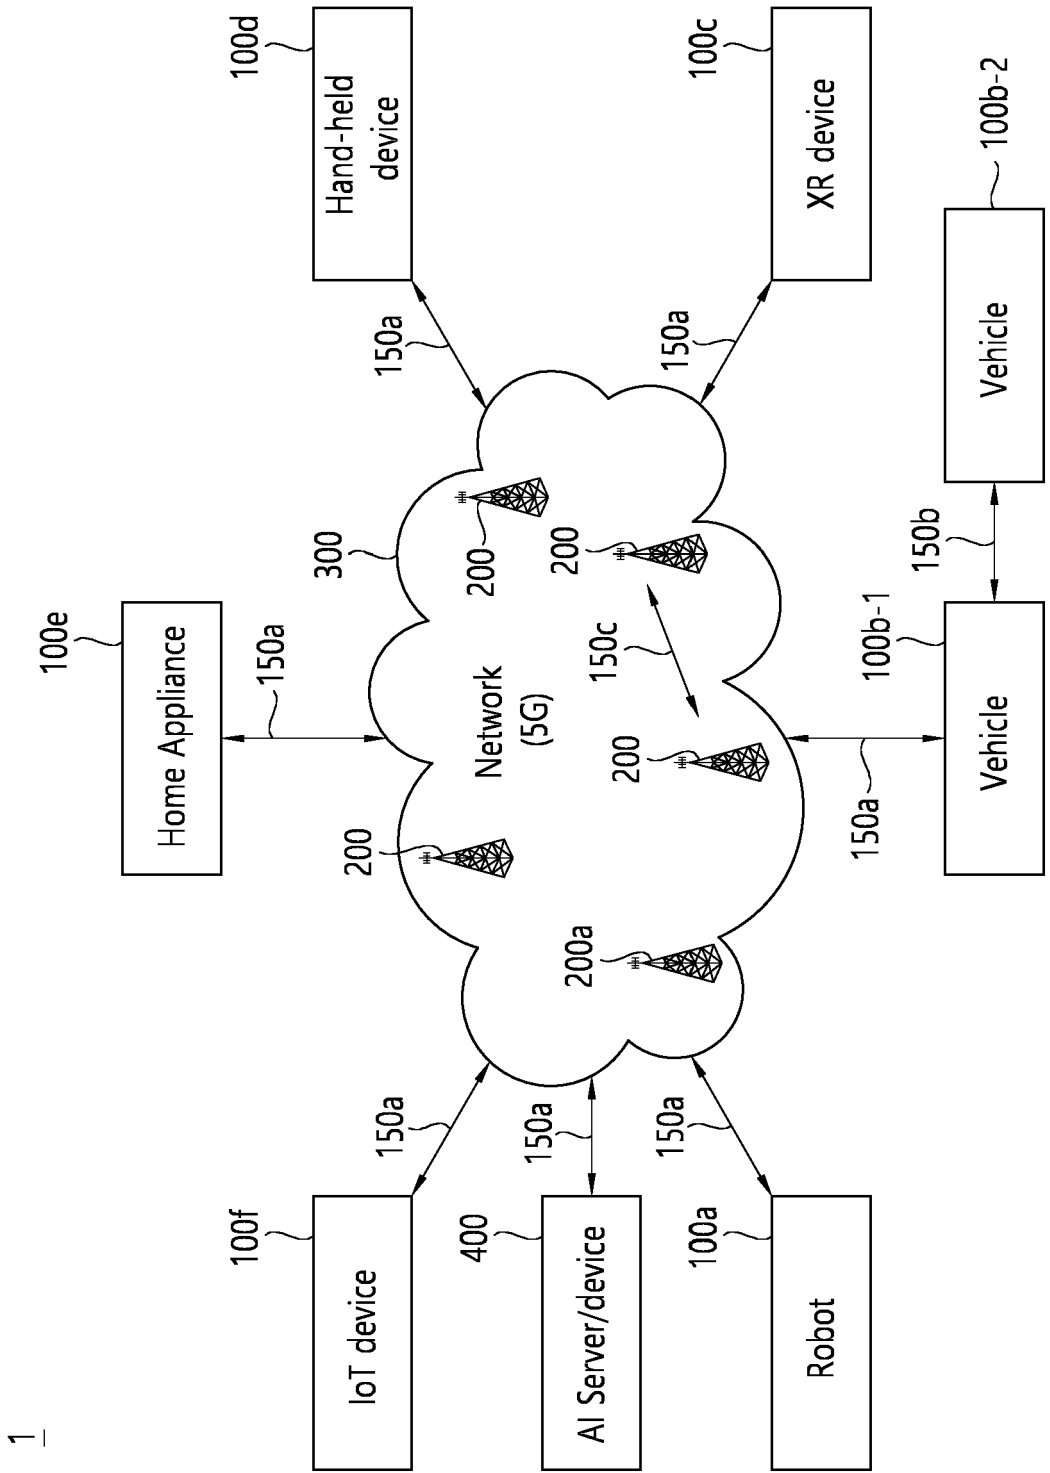 1
100e
Home Appliance
150a
100f
100d
300
IoT device
200
Hand-held
device
150a
150a
400
Network
(5G)
200
150a
200
200a
AI Server/device
150c
200
150a
150a
100a
100c
Robot
XR device
150a
100b-1
150b
Vehicle
Vehicle
100b-2